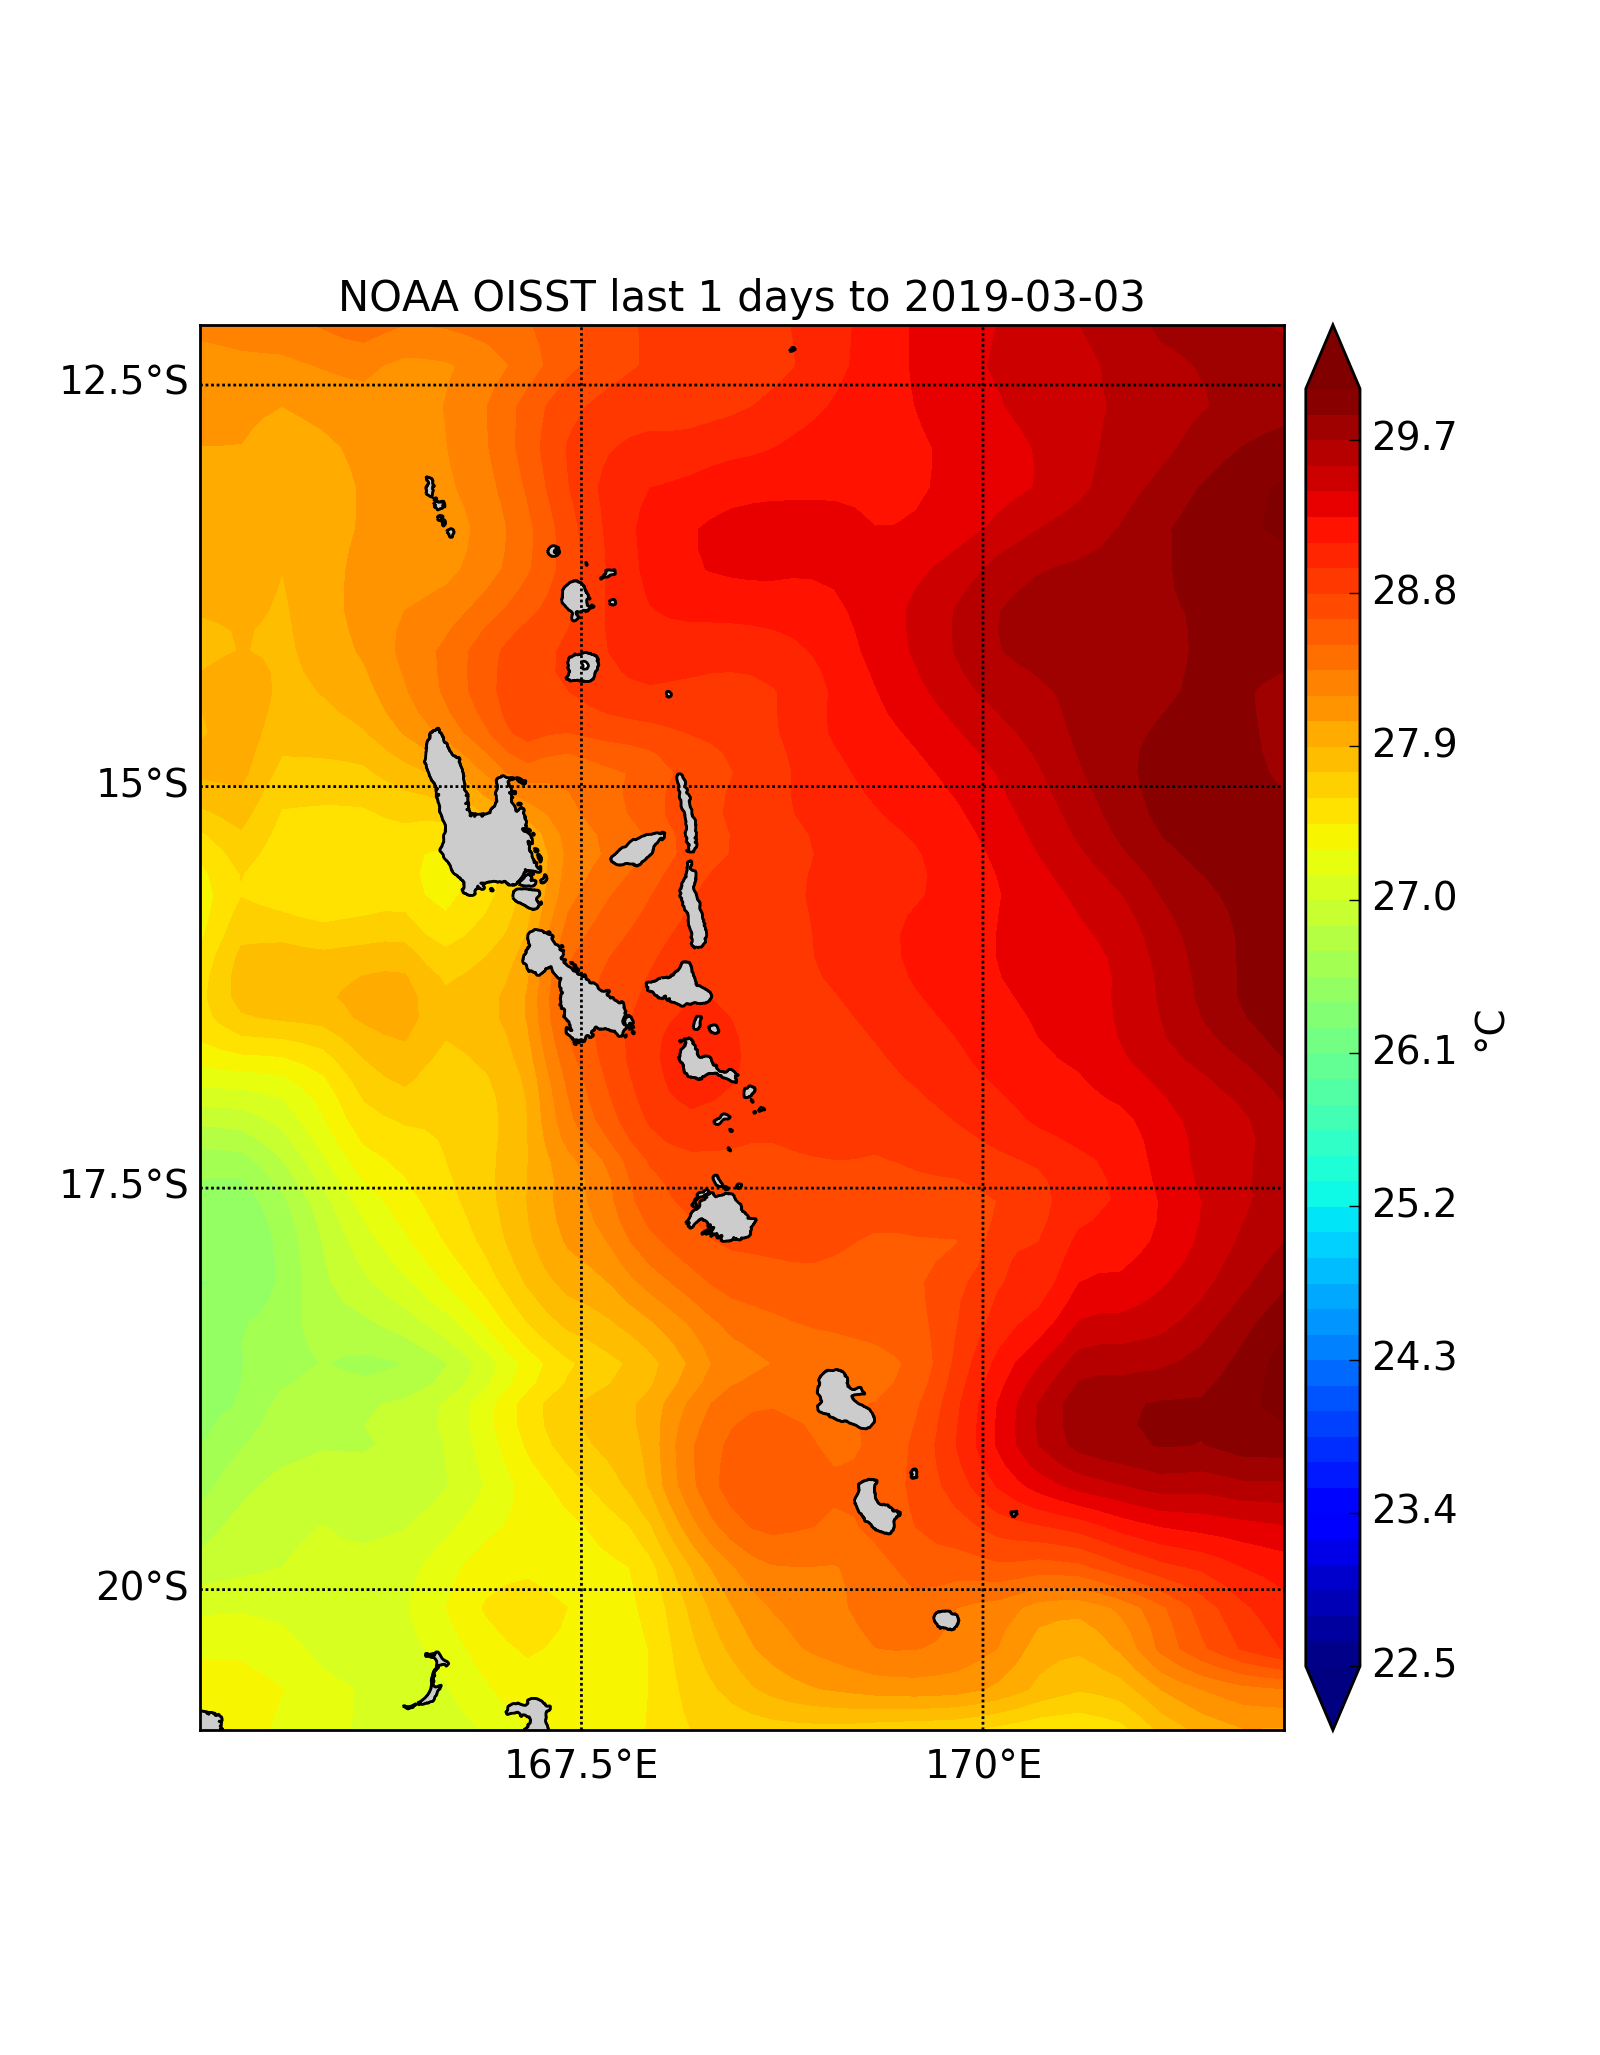 NOAA OISST last 1 days to 2019-03-03
12.5°S
15°S
17.5°S
20°S
167.5°E
170°E
29.7
28.8
27.9
27.0
26.1
25.2
24.3
23.4
22.5
°C